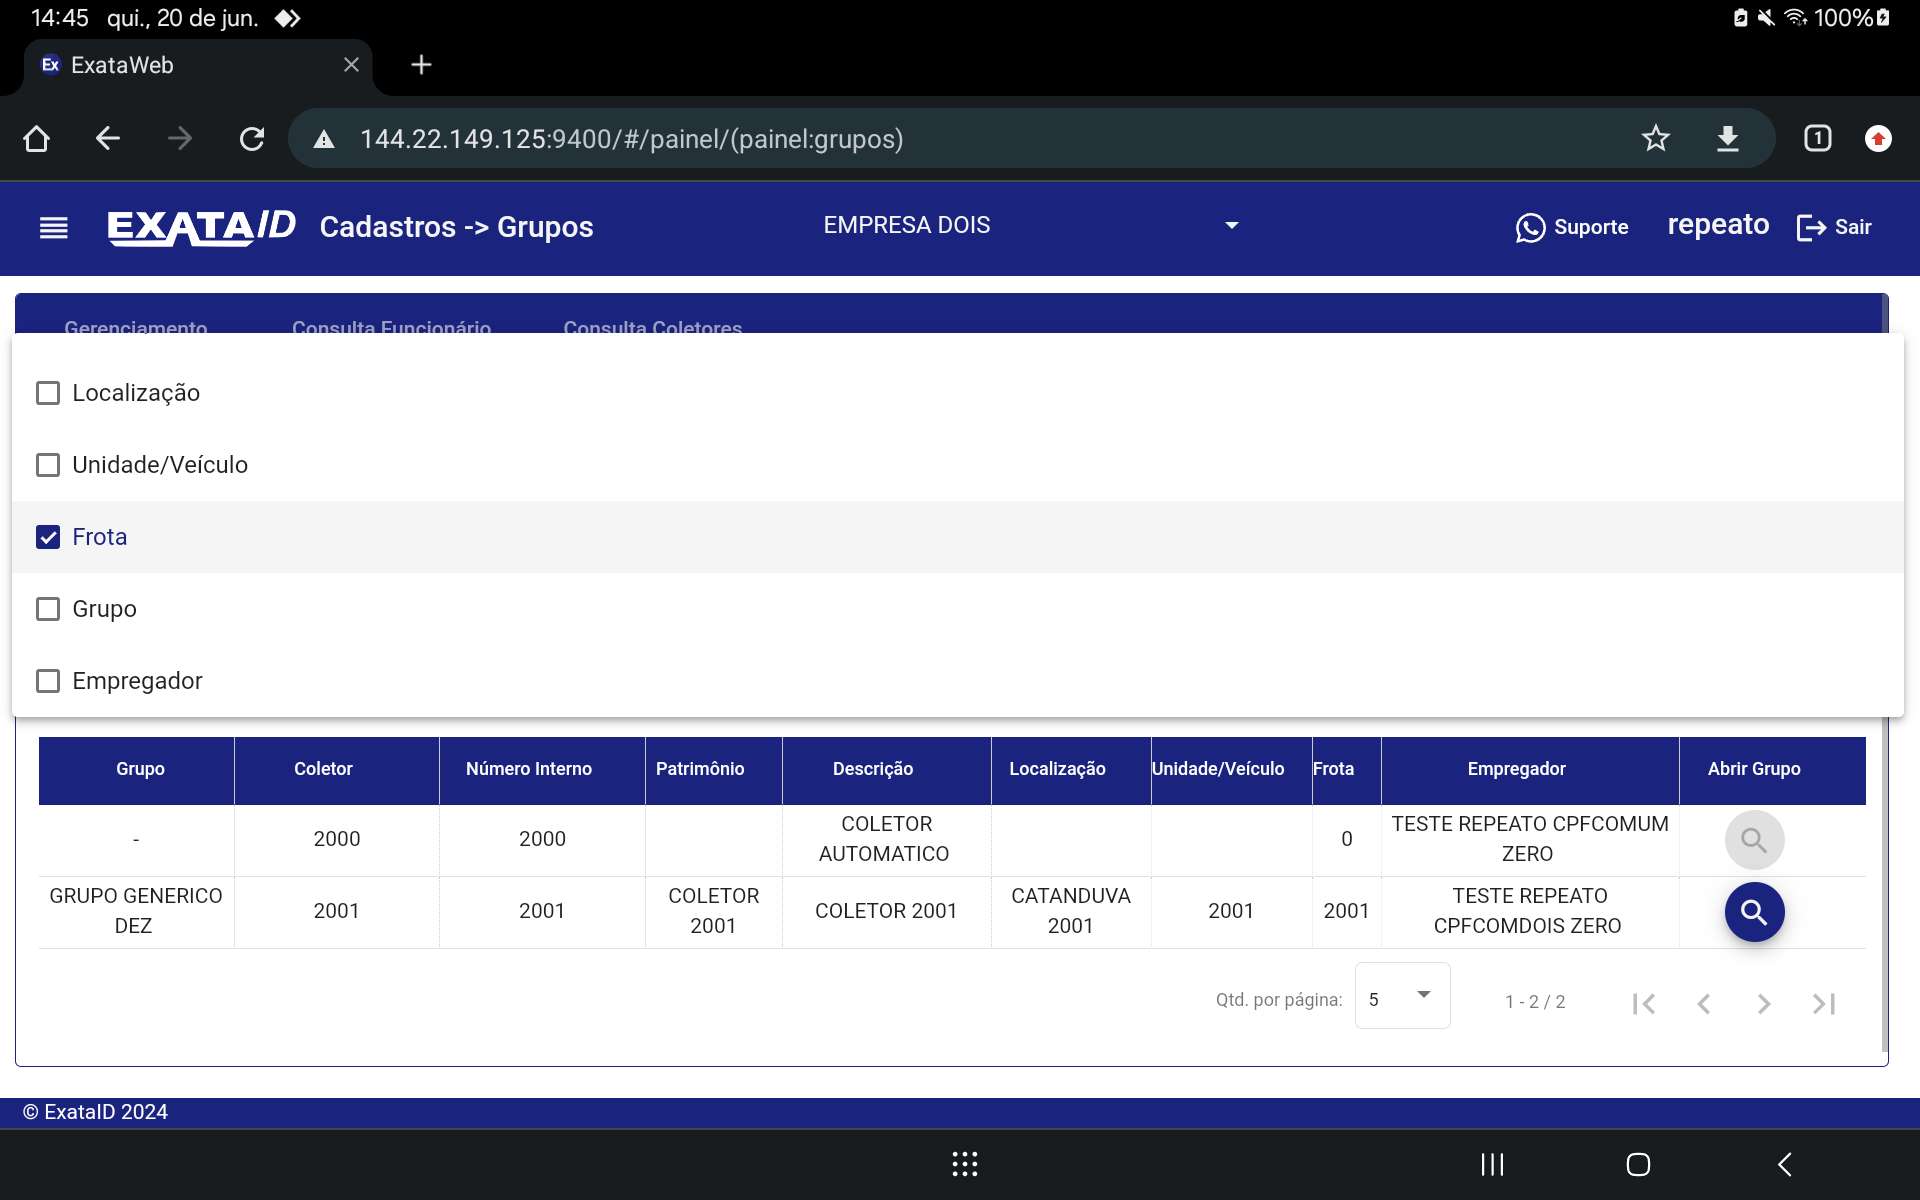 14:45 qui., 20 de jun. 100%
Ex ExataWeb
144.22.149.125:9400/#/painel/(painel:grupos) 1
EXATAID Cadastros -> Grupos EMPRESA DOIS Suporte repeato Sair
Gerenciamento Consulta Funcionário Consulta Coletores
Localização
Unidade/Veículo
Frota
Grupo
Empregador
Grupo Coletor Número Interno Patrimônio Descrição Localização Unidade/Veículo Frota Empregador Abrir Grupo
- 2000 2000 COLETOR AUTOMATICO 0 TESTE REPEATO CPFCOMUM ZERO
GRUPO GENERICO DEZ 2001 2001 COLETOR 2001 COLETOR 2001 CATANDUVA 2001 2001 2001 TESTE REPEATO CPFCOMDOIS ZERO
Qtd. por página: 5 1 - 2 / 2
© ExataID 2024